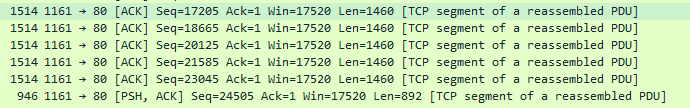 1514 1161 → 80 [ACK] Seq=17205 Ack=1 Win=17520 Len=1460 [TCP segment of a reassembled PDU]
1514 1161 → 80 [ACK] Seq=18665 Ack=1 Win=17520 Len=1460 [TCP segment of a reassembled PDU]
1514 1161 → 80 [ACK] Seq=20125 Ack=1 Win=17520 Len=1460 [TCP segment of a reassembled PDU]
1514 1161 → 80 [ACK] Seq=21585 Ack=1 Win=17520 Len=1460 [TCP segment of a reassembled PDU]
1514 1161 → 80 [ACK] Seq=23045 Ack=1 Win=17520 Len=1460 [TCP segment of a reassembled PDU]
946 1161 → 80 [PSH, ACK] Seq=24505 Ack=1 Win=17520 Len=892 [TCP segment of a reassembled PDU]